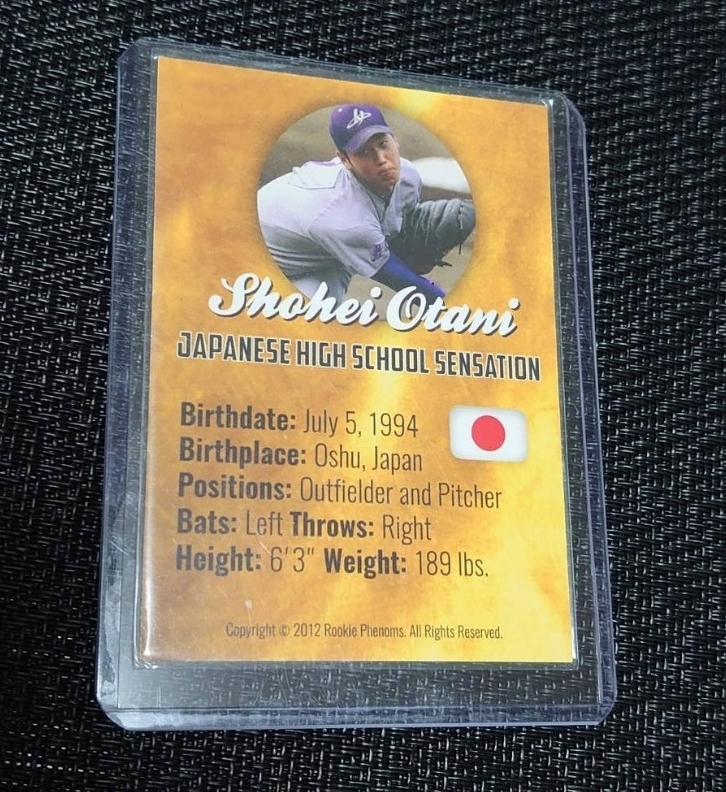 Shohei Otani
JAPANESE HIGH SCHOOL SENSATION
Birthdate: July 5, 1994
Birthplace: Oshu, Japan
Positions: Outfielder and Pitcher
Bats: Left Throws: Right
Height: 6'3" Weight: 189 lbs.
Copyright © 2012 Rookie Phenoms. All Rights Reserved.